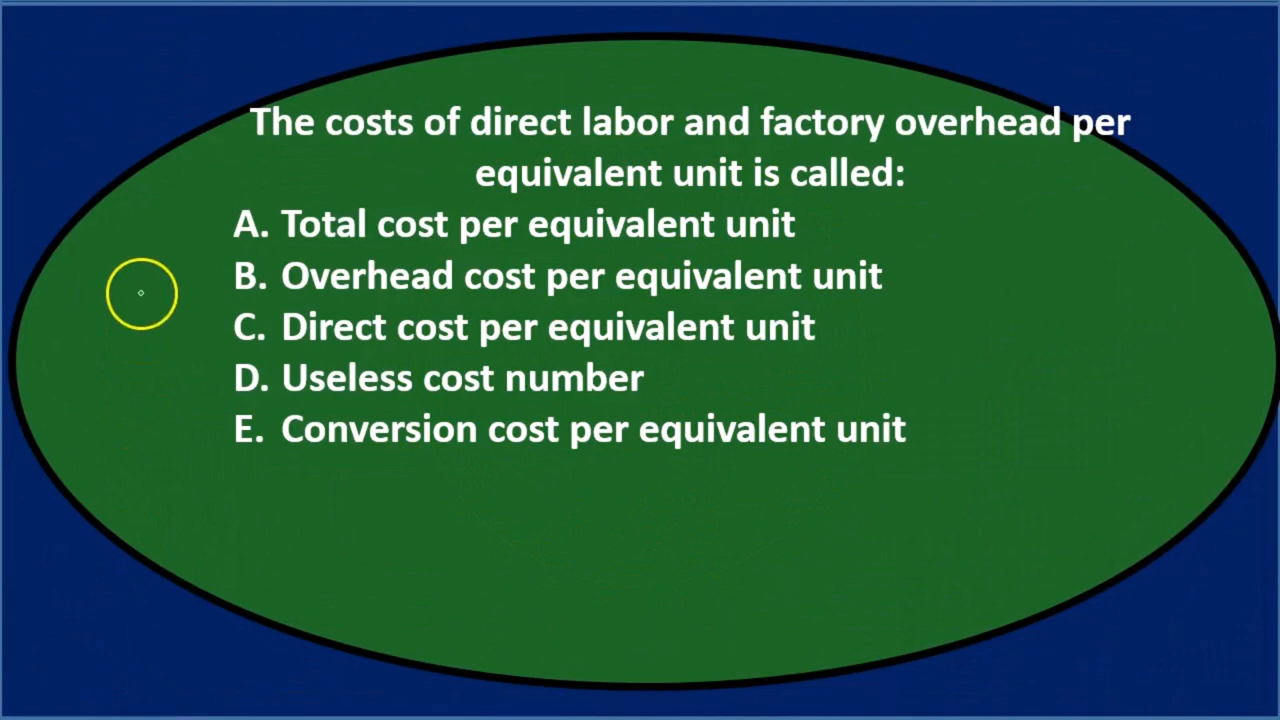 The costs of direct labor and factory overhead per
equivalent unit is called:
A. Total cost per equivalent unit
B. Overhead cost per equivalent unit
C. Direct cost per equivalent unit
D. Useless cost number
E. Conversion cost per equivalent unit